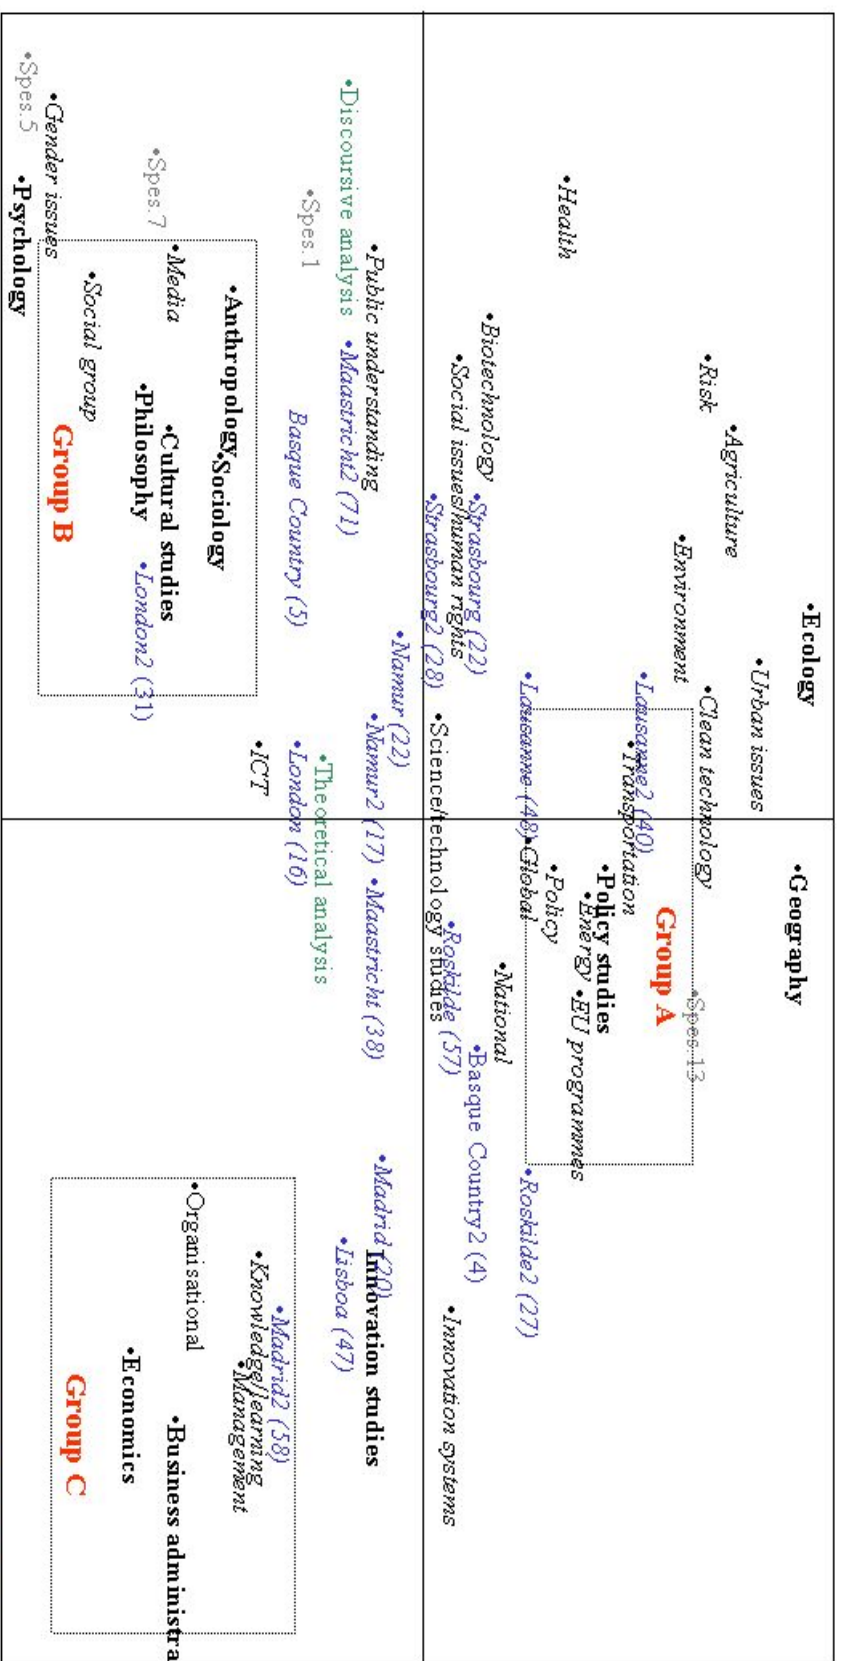 •Ecology
•Geography
•Urban issues
•Agriculture
•Risk
•Clean technology
•Environment
•Spes.13
Group A
•Lausanne2 (40)
•Transportation
•Policy studies
•Energy
•EU programmes
•Health
•Policy
•Lausanne (48)
•Global
•Roskilde2 (27)
•National
•Biotechnology
•Strasbourg (22)
•Basque Country2 (4)
•Social issues/human rights
•Roskilde (57)
•Innovation systems
•Strasbourg2 (28)
•Science/technology studies
•Namur (22)
•Public understanding
•Namur2 (17)
•Maastricht (38)
•Madrid (20)
Innovation studies
•Discoursive analysis
•Maastricht2 (71)
•Lisboa (47)
•Theoretical analysis
•Spes.1
Basque Country (5)
•London (16)
•Madrid2 (58)
•ICT
•Knowledge/learning
•Anthropology
•Sociology
•Management
•Organisational
•Media
•Cultural studies
•Business administra
•Spes.7
•Philosophy
•London2 (31)
•Economics
•Social group
Group B
Group C
•Gender issues
•Spes.5
•Psychology